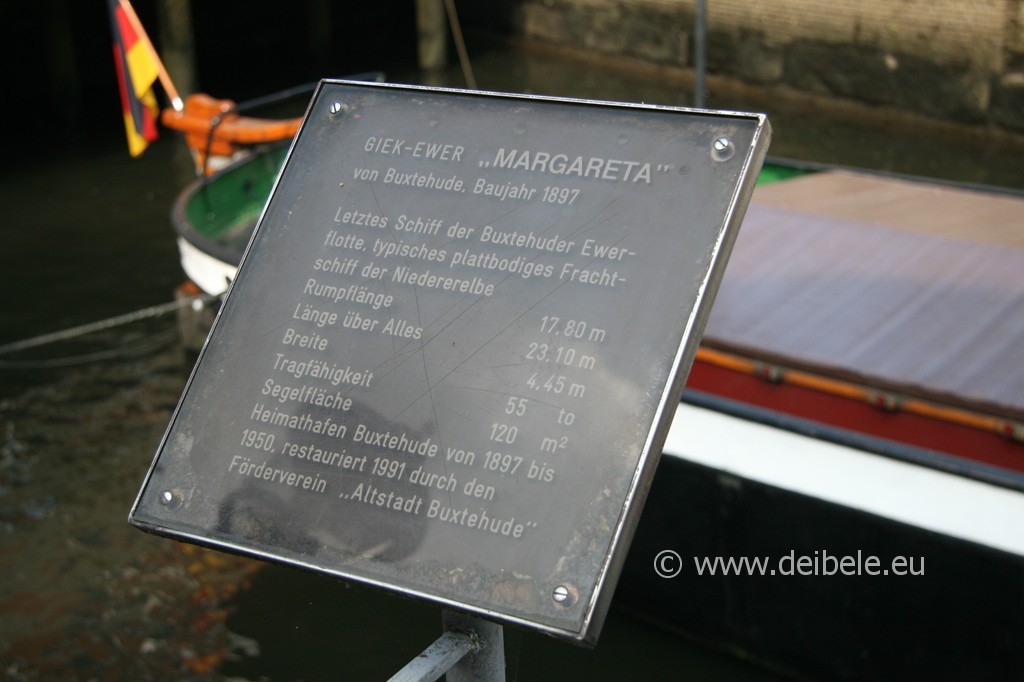 GIEK-EWER „MARGARETA"
von Buxtehude, Baujahr 1897
Letztes Schiff der Buxtehuder Ewer-
flotte, typisches plattbodiges Fracht-
schiff der Niedererelbe
Rumpflänge 17.80 m
Länge über Alles 23.10 m
Breite 4.45 m
Tragfähigkeit 55 to
Segelfläche 120 m²
Heimathafen Buxtehude von 1897 bis
1950, restauriert 1991 durch den
Förderverein „Altstadt Buxtehude"
© www.deibele.eu